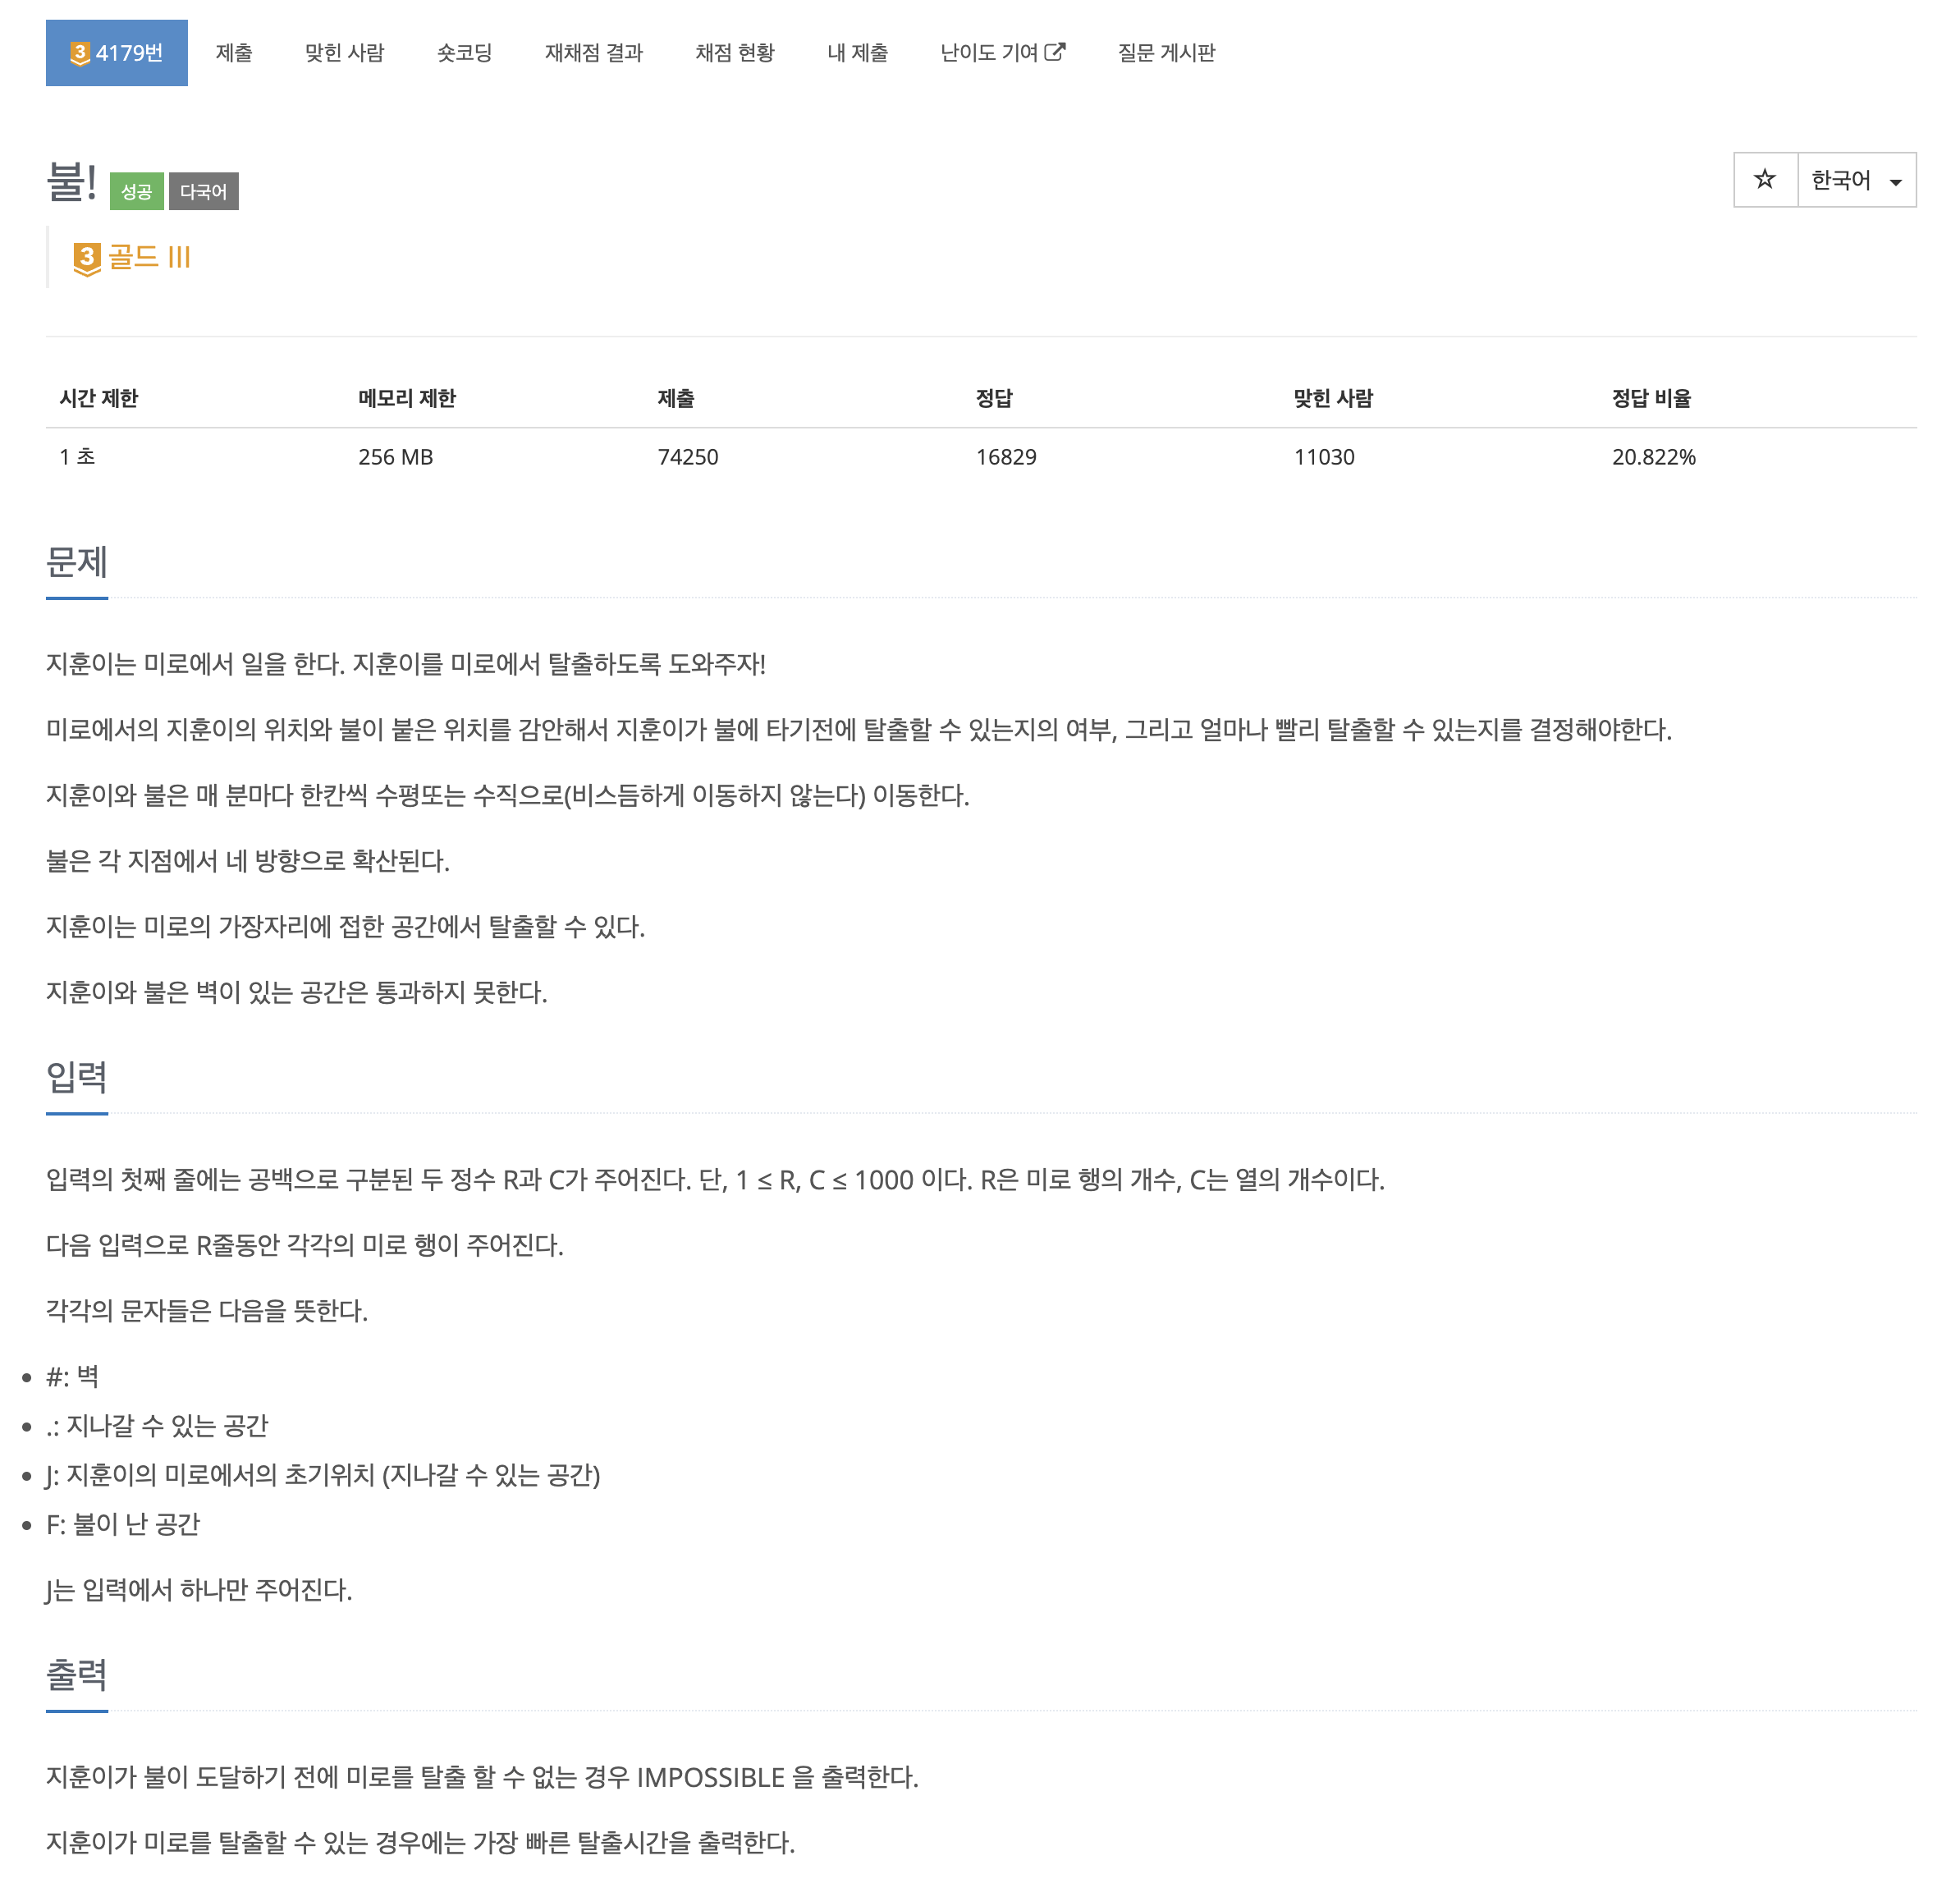 3 4179번 제출 맞힌 사람 숏코딩 재채점 결과 채점 현황 내 제출 난이도 기여 질문 게시판
불! 성공 다국어 ☆ 한국어
3 골드 III
시간 제한 메모리 제한 제출 정답 맞힌 사람 정답 비율
1 초 256 MB 74250 16829 11030 20.822%
문제
지훈이는 미로에서 일을 한다. 지훈이를 미로에서 탈출하도록 도와주자!
미로에서의 지훈이의 위치와 불이 붙은 위치를 감안해서 지훈이가 불에 타기전에 탈출할 수 있는지의 여부, 그리고 얼마나 빨리 탈출할 수 있는지를 결정해야한다.
지훈이와 불은 매 분마다 한칸씩 수평또는 수직으로(비스듬하게 이동하지 않는다) 이동한다.
불은 각 지점에서 네 방향으로 확산된다.
지훈이는 미로의 가장자리에 접한 공간에서 탈출할 수 있다.
지훈이와 불은 벽이 있는 공간은 통과하지 못한다.
입력
입력의 첫째 줄에는 공백으로 구분된 두 정수 R과 C가 주어진다. 단, 1 ≤ R, C ≤ 1000 이다. R은 미로 행의 개수, C는 열의 개수이다.
다음 입력으로 R줄동안 각각의 미로 행이 주어진다.
각각의 문자들은 다음을 뜻한다.
• #: 벽
• .: 지나갈 수 있는 공간
• J: 지훈이의 미로에서의 초기위치 (지나갈 수 있는 공간)
• F: 불이 난 공간
J는 입력에서 하나만 주어진다.
출력
지훈이가 불이 도달하기 전에 미로를 탈출 할 수 없는 경우 IMPOSSIBLE 을 출력한다.
지훈이가 미로를 탈출할 수 있는 경우에는 가장 빠른 탈출시간을 출력한다.